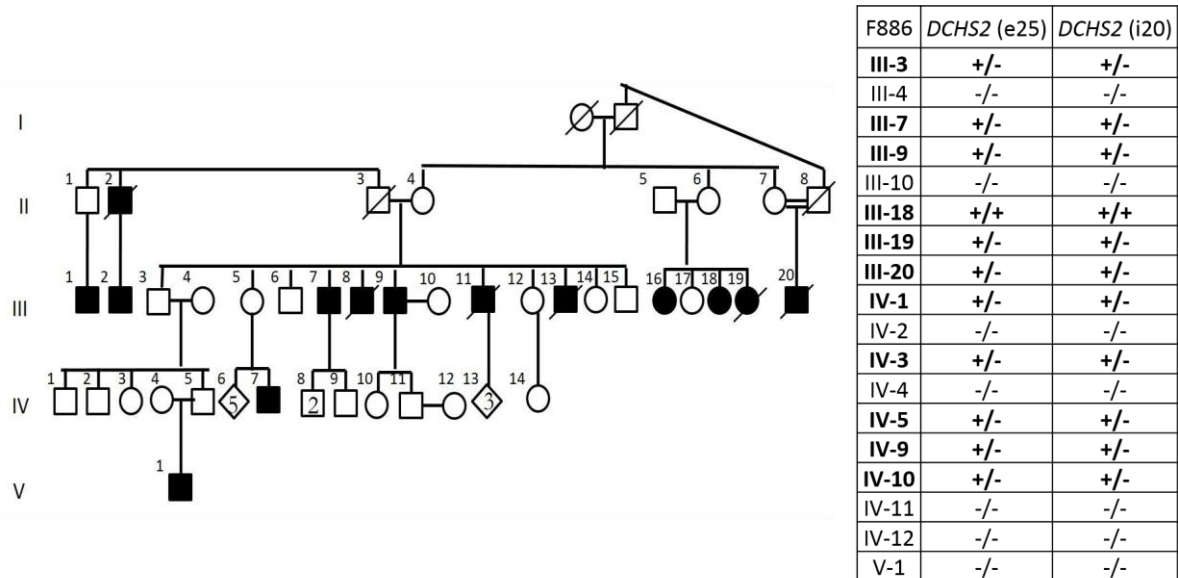 I
1 2 3 4 5 6 7 8
II
1 2 3 4 5 6 7 8 9 10 11 12 13 14 15 16 17 18 19 20
III
1 2 3 4 5 6 7 8 9 10 11 12 13 14
5 2 3
IV
1
V
F886 DCHS2 (e25) DCHS2 (i20)
III-3 +/- +/-
III-4 -/- -/-
III-7 +/- +/-
III-9 +/- +/-
III-10 -/- -/-
III-18 +/+ +/+
III-19 +/- +/-
III-20 +/- +/-
IV-1 +/- +/-
IV-2 -/- -/-
IV-3 +/- +/-
IV-4 -/- -/-
IV-5 +/- +/-
IV-9 +/- +/-
IV-10 +/- +/-
IV-11 -/- -/-
IV-12 -/- -/-
V-1 -/- -/-